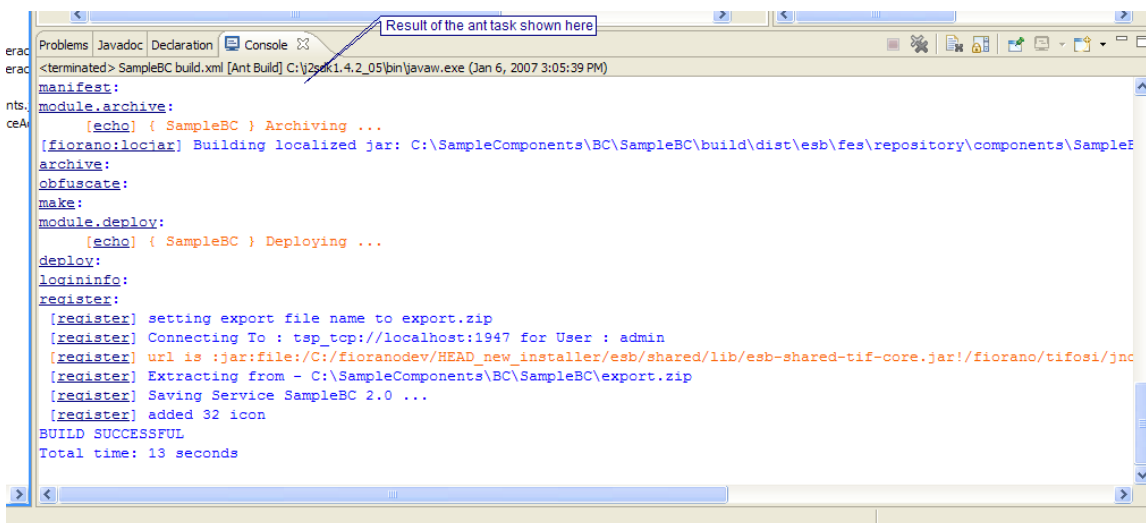 Result of the ant task shown here
erac
Problems Javadoc Declaration Console
erac
<terminated> SampleBC build.xml [Ant Build] C:\j2sdk1.4.2_05\bin\javaw.exe (Jan 6, 2007 3:05:39 PM)
manifest:
nts.
module.archive:
ceA
[echo] { SampleBC } Archiving ...
[fiorano:locjar] Building localized jar: C:\SampleComponents\BC\SampleBC\build\dist\esb\fes\repository\components\SampleB
archive:
obfuscate:
make:
module.deploy:
[echo] { SampleBC } Deploying ...
deploy:
logininfo:
register:
[register] setting export file name to export.zip
[register] Connecting To : tsp_tcp://localhost:1947 for User : admin
[register] url is :jar:file:/C:/fioranodev/HEAD_new_installer/esb/shared/lib/esb-shared-tif-core.jar!/fiorano/tifosi/jnd
[register] Extracting from - C:\SampleComponents\BC\SampleBC\export.zip
[register] Saving Service SampleBC 2.0 ...
[register] added 32 icon
BUILD SUCCESSFUL
Total time: 13 seconds